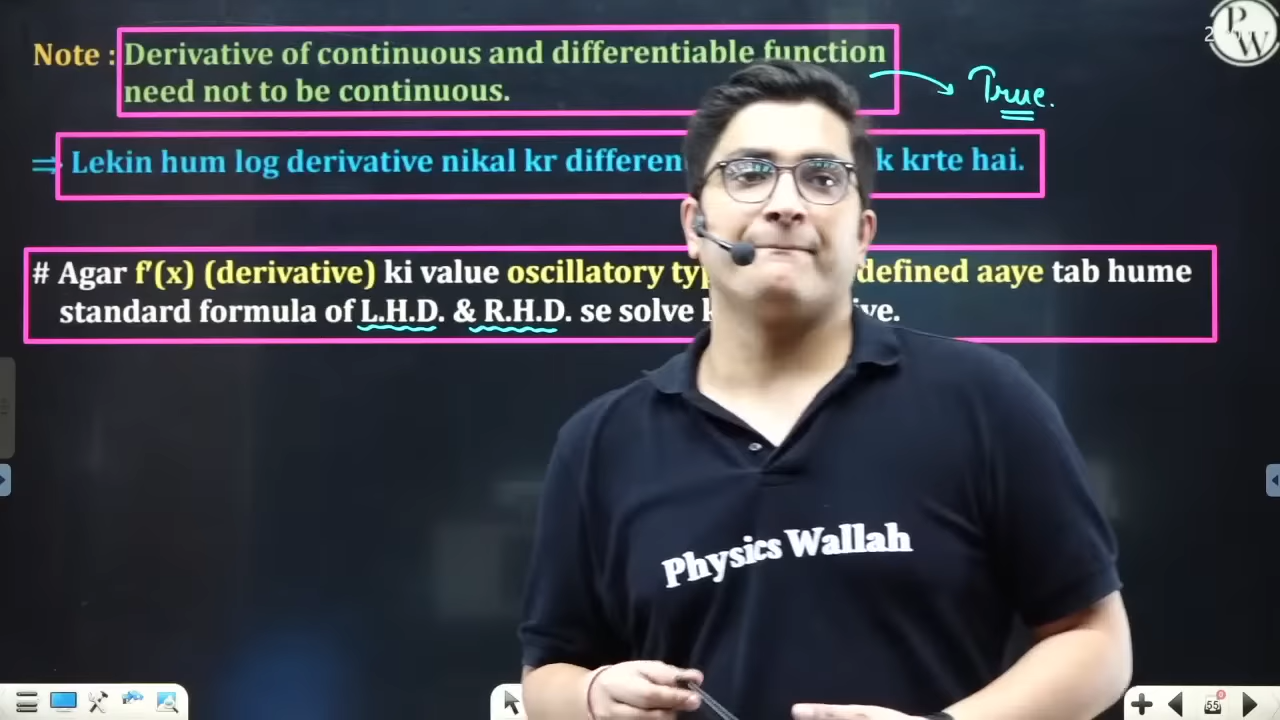 Note : Derivative of continuous and differentiable function
need not to be continuous.
True.
⇒ Lekin hum log derivative nikal kr differen k krte hai.
# Agar f'(x) (derivative) ki value oscillatory defined aaye tab hume
standard formula of L.H.D. & R.H.D. se solve
PW
Physics Wallah
55